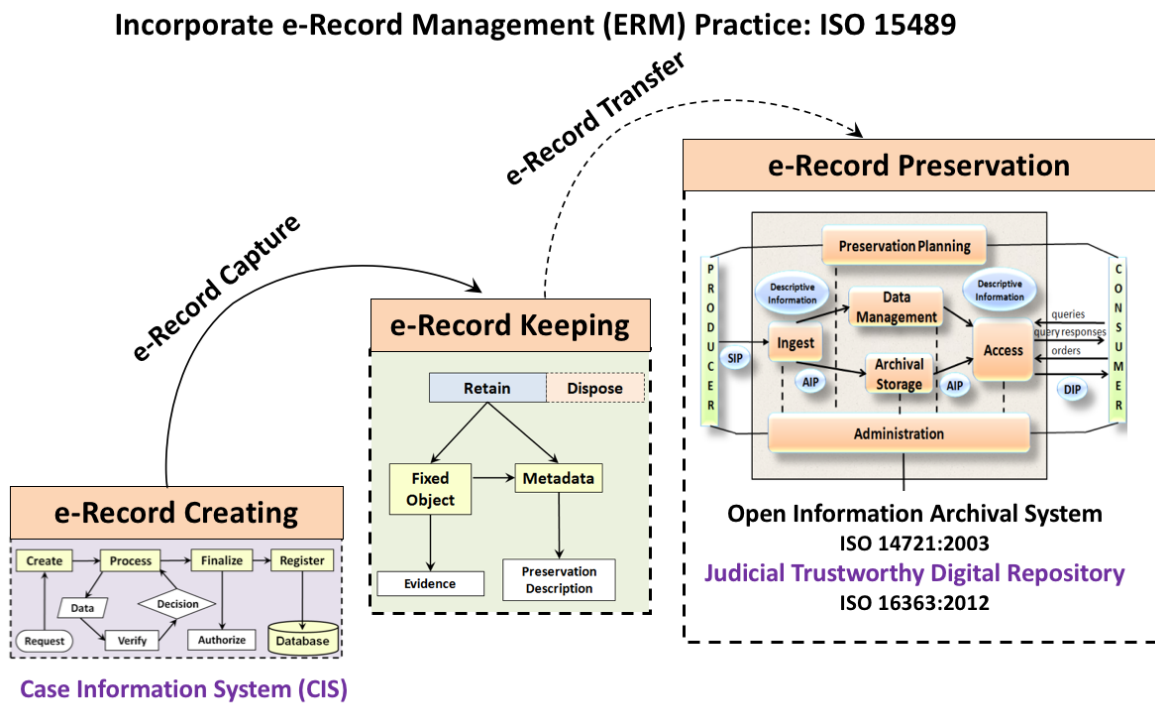 Incorporate e-Record Management (ERM) Practice: ISO 15489
e-Record Capture
e-Record Transfer
e-Record Creating
Create
Process
Finalize
Register
Data
Decision
Request
Verify
Authorize
Database
Case Information System (CIS)
e-Record Keeping
Retain
Dispose
Fixed
Object
Metadata
Evidence
Preservation
Description
e-Record Preservation
PRODUCER
Preservation Planning
CONSUMER
Descriptive
Information
Data
Management
Descriptive
Information
queries
query responses
orders
SIP
Ingest
AIP
Archival
Storage
AIP
Access
DIP
Administration
Open Information Archival System
ISO 14721:2003
Judicial Trustworthy Digital Repository
ISO 16363:2012